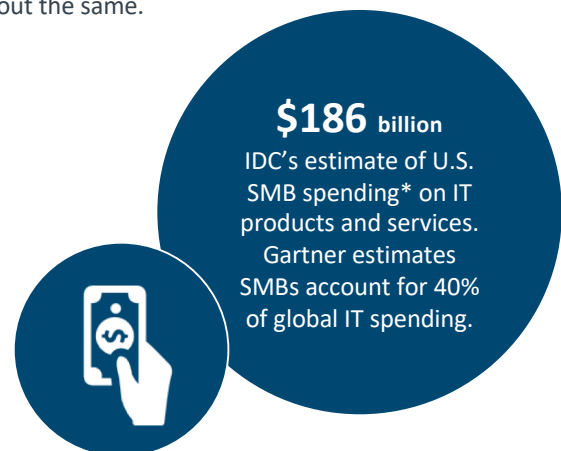 out the same.
$186 billion
IDC’s estimate of U.S.
SMB spending* on IT
products and services.
Gartner estimates
SMBs account for 40%
of global IT spending.
$